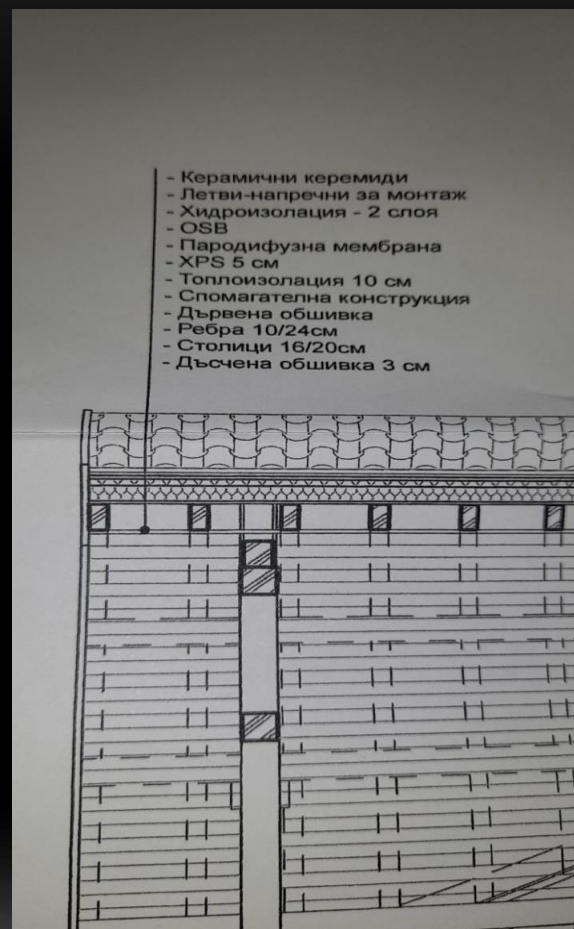 - Керамични керемиди
- Летви-напречни за монтаж
- Хидроизолация - 2 слоя
- OSB
- Пародифузна мембрана
- XPS 5 см
- Топлоизолация 10 см
- Спомагателна конструкция
- Дървена обшивка
- Ребра 10/24см
- Столици 16/20см
- Дъсчена обшивка 3 см